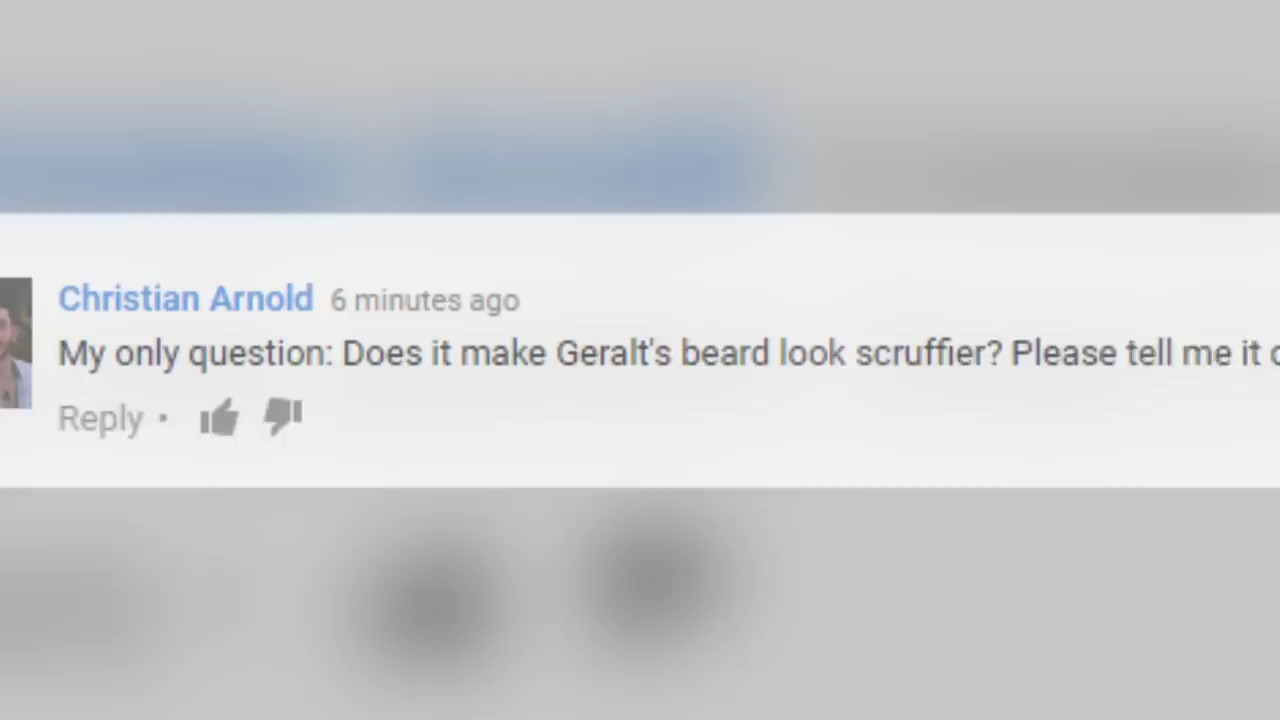 Christian Arnold 6 minutes ago
My only question: Does it make Geralt's beard look scruffier? Please tell me it
Reply •